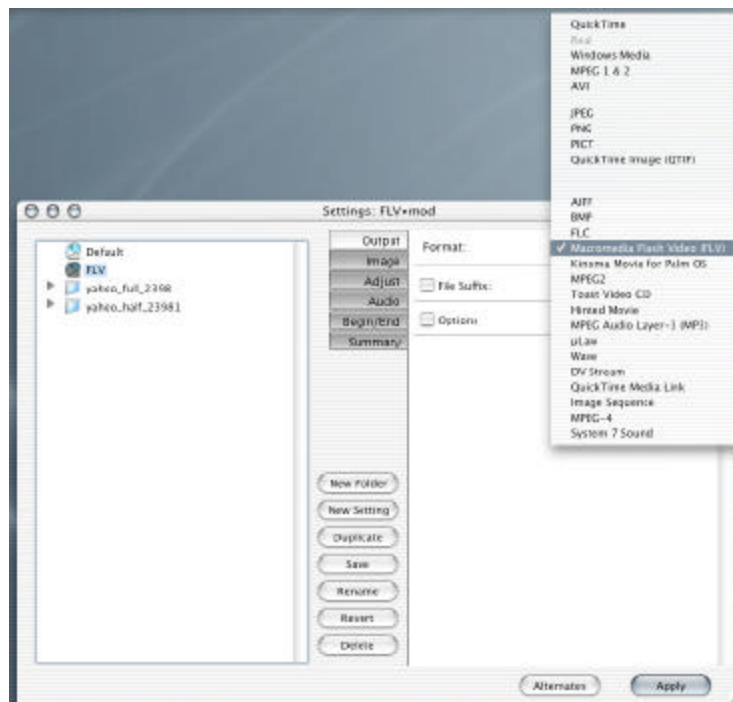 QuickTime
Real
Windows Media
MPEG 1 & 2
AVI
JPEG
PNG
PICT
QuickTime Image (QTIF)
AIFF
BMP
FLC
✓ Macromedia Flash Video (FLV)
Kinoma Movie for Palm OS
MPEG2
Toast Video CD
Hinted Movie
MPEG Audio Layer-3 (MP3)
µLaw
Wave
DV Stream
QuickTime Media Link
Image Sequence
MPEG-4
System 7 Sound
Settings: FLV•mod
Default
FLV
yahoo_full_2398
yahoo_half_23981
Output
Image
Adjust
Audio
Begin/End
Summary
Format:
File Suffix:
Options
New Folder
New Setting
Duplicate
Save
Rename
Revert
Delete
Alternates
Apply